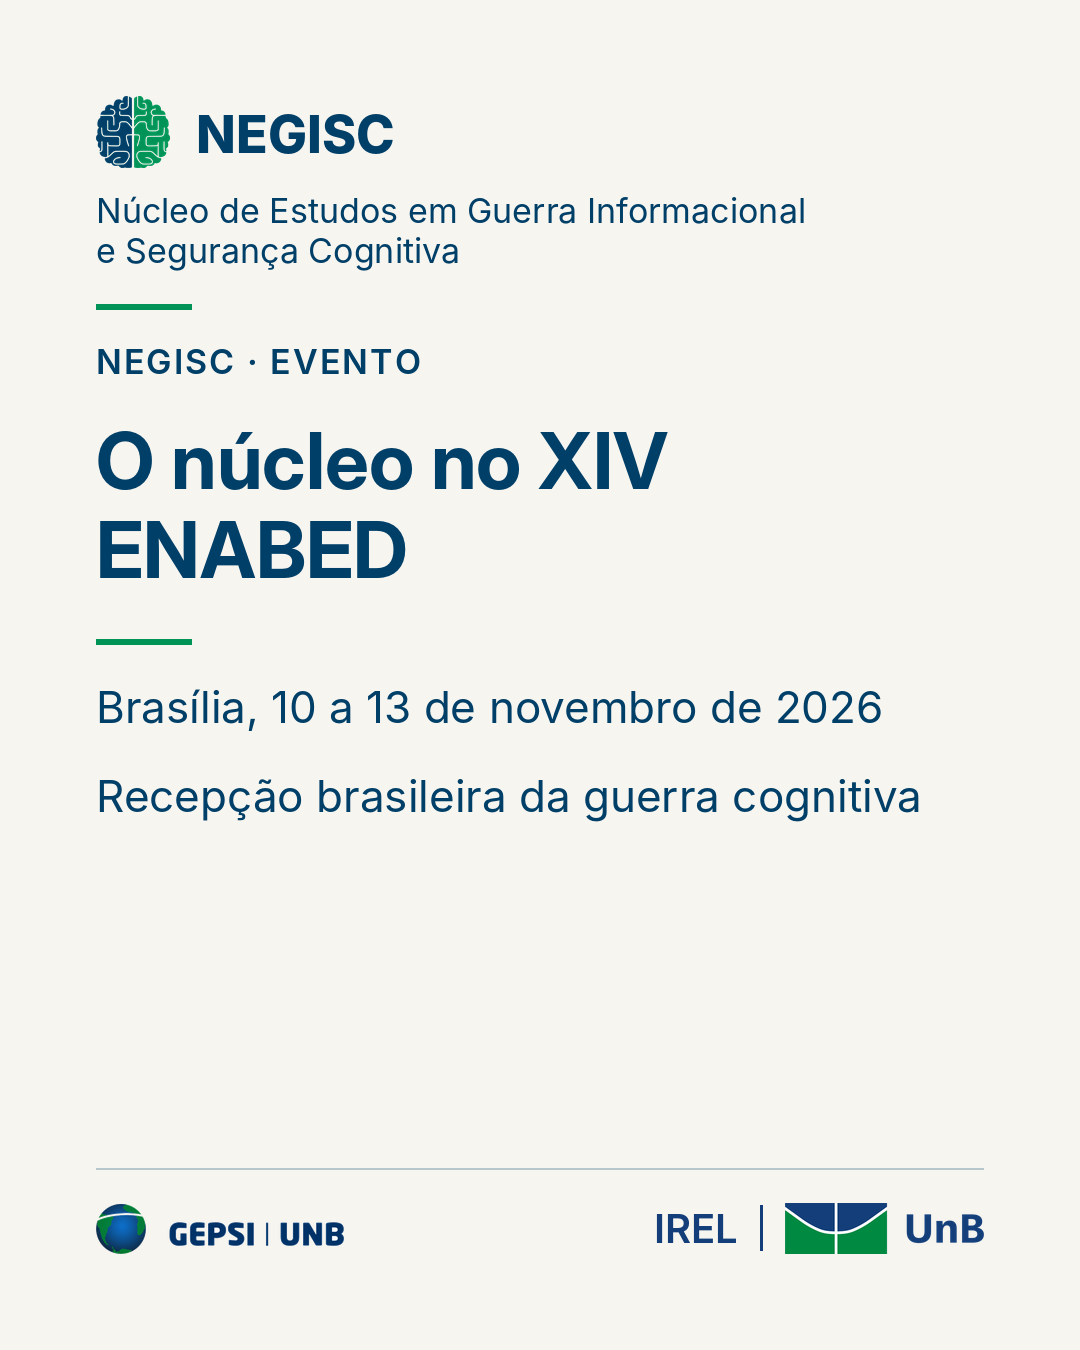 NEGISC
Núcleo de Estudos em Guerra Informacional
e Segurança Cognitiva
NEGISC · EVENTO
O núcleo no XIV
ENABED
Brasília, 10 a 13 de novembro de 2026
Recepção brasileira da guerra cognitiva
GEPSI | UNB
IREL | UnB